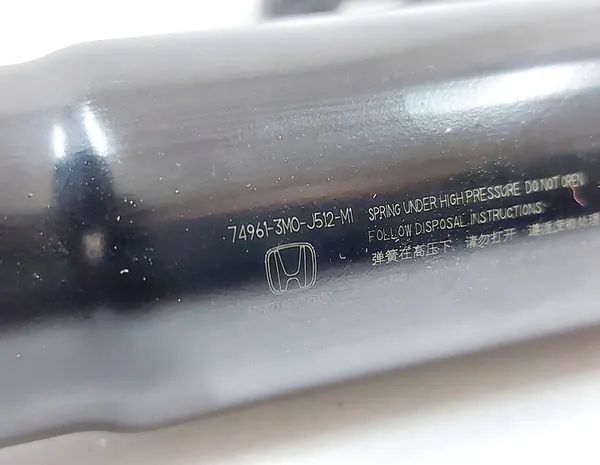 74961-3M0-J512-M1
SPRING UNDER HIGH PRESSURE DO NOT OPEN
FOLLOW DISPOSAL INSTRUCTIONS
弹簧在高压下 请勿打开